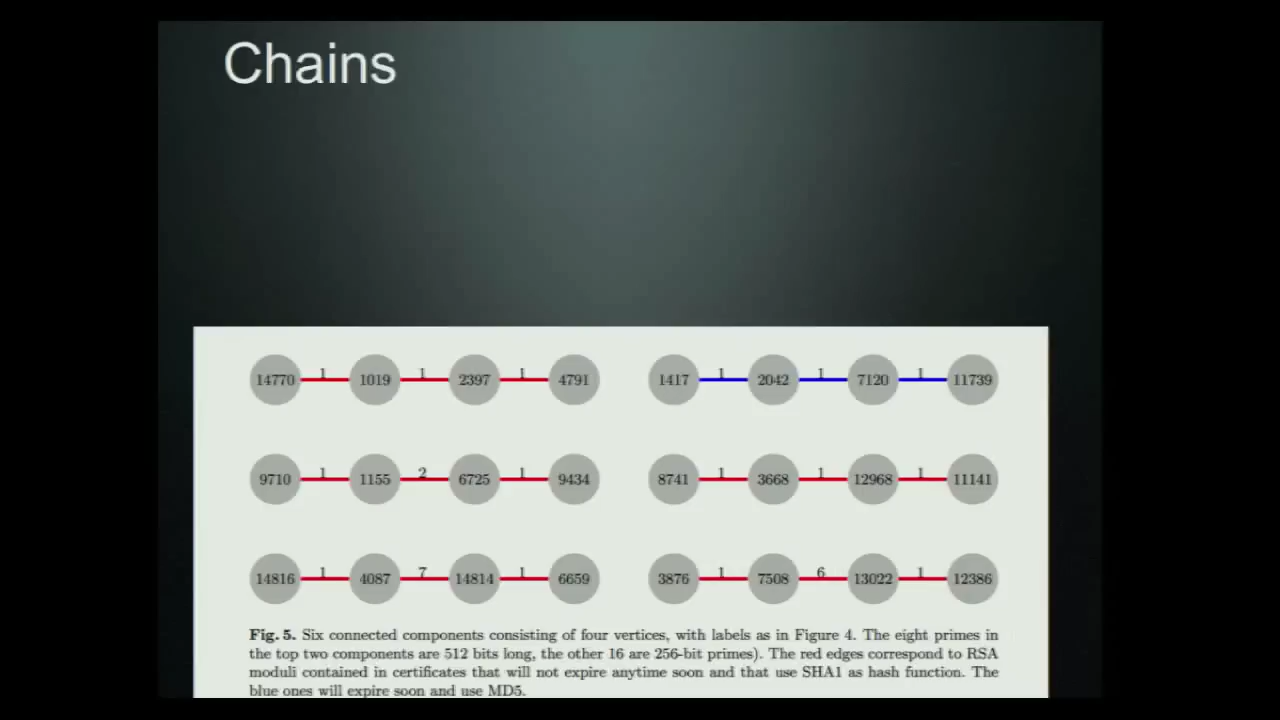 Chains
14770 1 1019 1 2397 1 4791
1417 1 2042 1 7120 1 11739
9710 1 1155 2 6725 1 9434
8741 1 3668 1 12968 1 11141
14816 1 4087 7 14814 1 6659
3876 1 7508 6 13022 1 12386
Fig. 5. Six connected components consisting of four vertices, with labels as in Figure 4. The eight primes in
the top two components are 512 bits long, the other 16 are 256-bit primes). The red edges correspond to RSA
moduli contained in certificates that will not expire anytime soon and that use SHA1 as hash function. The
blue ones will expire soon and use MD5.